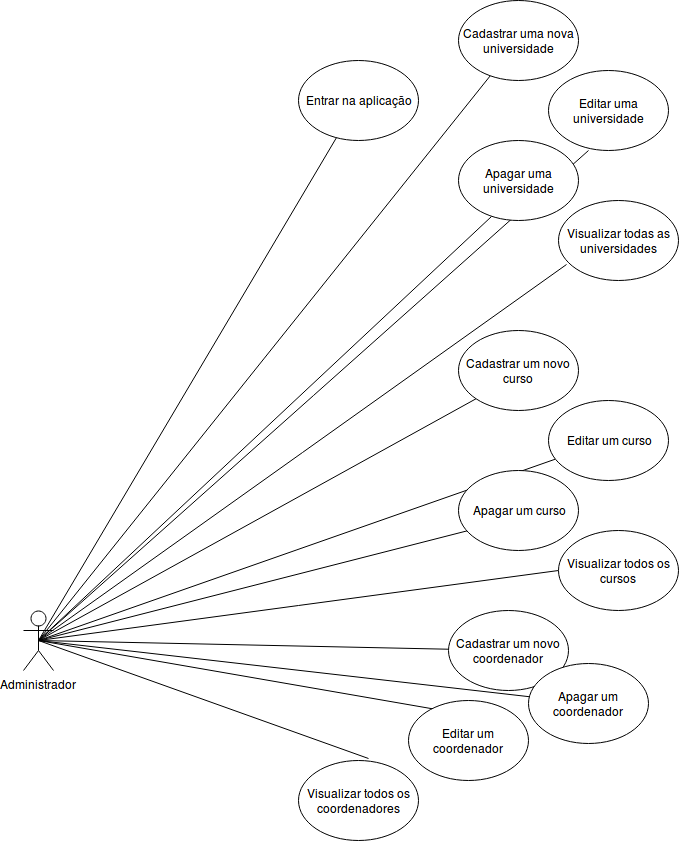 Cadastrar uma nova
universidade
Entrar na aplicação
Editar uma
universidade
Apagar uma
universidade
Visualizar todas as
universidades
Cadastrar um novo
curso
Editar um curso
Apagar um curso
Visualizar todos os
cursos
Cadastrar um novo
coordenador
Administrador
Apagar um
coordenador
Editar um
coordenador
Visualizar todos os
coordenadores